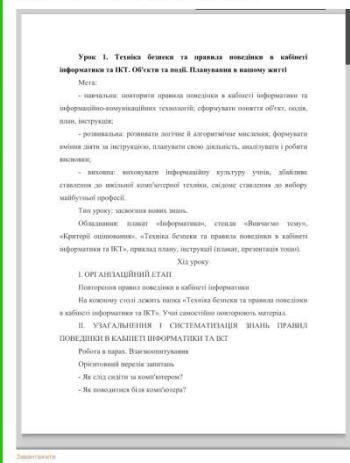 Урок 1. Техніка безпеки та правила поведінки в кабінеті
інформатики та ІКТ. Об'єкти та події. Планування в нашому житті
Мета:
- навчальна: повторити правила поведінки в кабінеті інформатики та
інформаційно-комунікаційних технологій; сформувати поняття об'єкт, подія,
план, інструкція;
- розвивальна: розвивати логічне й алгоритмічне мислення; формувати
вміння діяти за інструкцією, планувати свою діяльність, аналізувати і робити
висновки;
- виховна: виховувати інформаційну культуру учнів, дбайливе
ставлення до шкільної комп'ютерної техніки, свідоме ставлення до вибору
майбутньої професії.
Тип уроку: засвоєння нових знань.
Обладнання: плакат «Інформатика», стенди «Вивчаємо тему»,
«Критерії оцінювання», «Техніка безпеки та правила поведінки в кабінеті
інформатики та ІКТ», приклад плану, інструкції (плакат, презентація тощо).
Хід уроку
І. ОРГАНІЗАЦІЙНИЙ ЕТАП
Повторення правил поведінки в кабінеті інформатики
На кожному столі лежить папка «Техніка безпеки та правила поведінки
в кабінеті інформатики та ІКТ». Учні самостійно повторюють матеріал.
ІІ. УЗАГАЛЬНЕННЯ І СИСТЕМАТИЗАЦІЯ ЗНАНЬ ПРАВИЛ
ПОВЕДІНКИ В КАБІНЕТІ ІНФОРМАТИКИ ТА ІКТ
Робота в парах. Взаємоопитування
Орієнтовний перелік запитань
- Як слід сидіти за комп'ютером?
- Як поводитися біля комп'ютера?
Завантажити